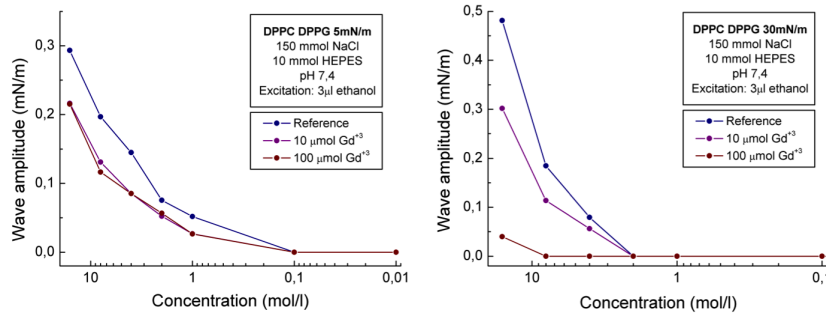 DPPC DPPG 5mN/m
150 mmol NaCl
10 mmol HEPES
pH 7,4
Excitation: 3μl ethanol
Reference
10 μmol Gd+3
100 μmol Gd+3
Wave amplitude (mN/m)
0,3
0,2
0,1
0,0
10
1
0,1
0,01
Concentration (mol/l)
DPPC DPPG 30mN/m
150 mmol NaCl
10 mmol HEPES
pH 7,4
Excitation: 3μl ethanol
Reference
10 μmol Gd+3
100 μmol Gd+3
Wave amplitude (mN/m)
0,5
0,4
0,3
0,2
0,1
0,0
10
1
0,1
Concentration (mol/l)